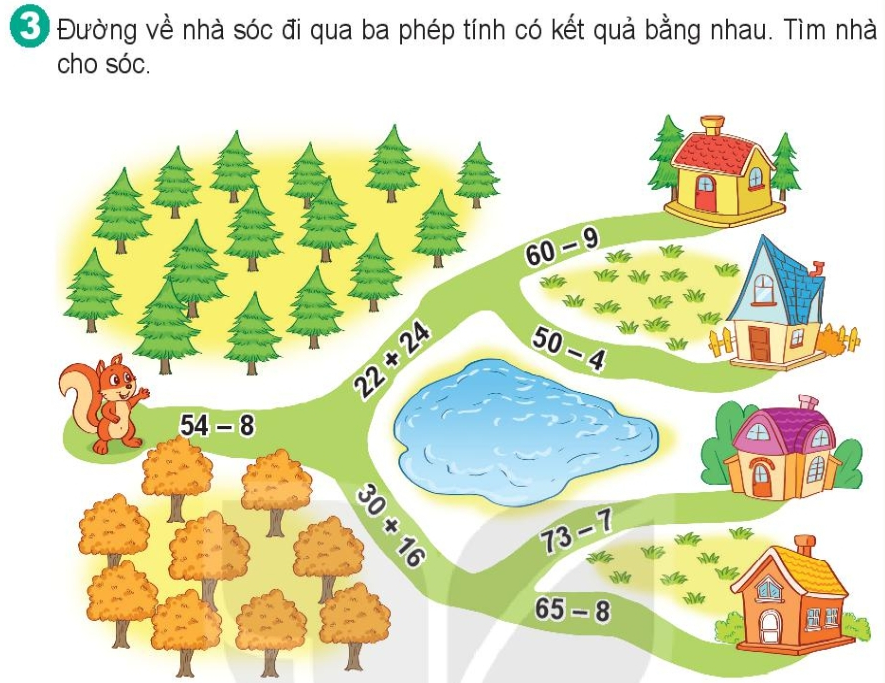 3 Đường về nhà sóc đi qua ba phép tính có kết quả bằng nhau. Tìm nhà
cho sóc.
60 – 9
50 – 4
22 + 24
54 – 8
30 + 16
73 – 7
65 – 8